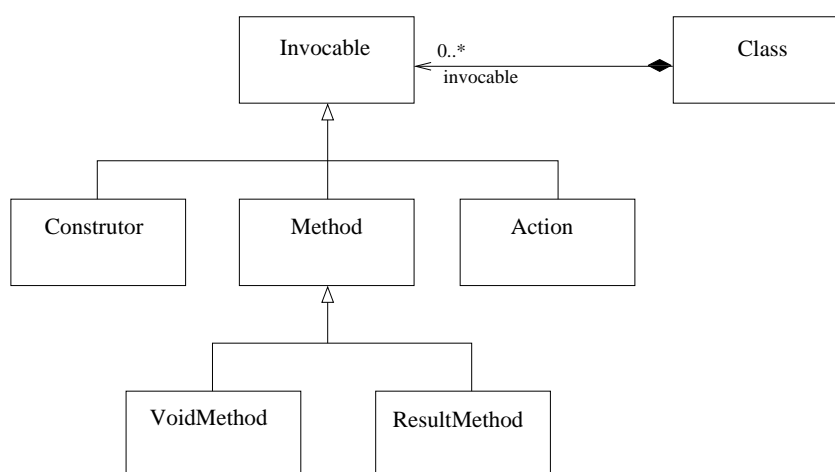 Invocable
0..*
invocable
Class
Construtor
Method
Action
VoidMethod
ResultMethod